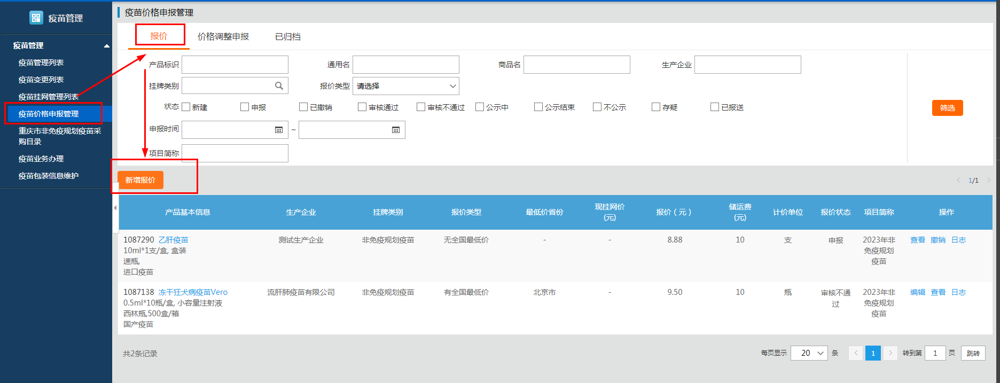 疫苗管理
疫苗管理
疫苗管理列表
疫苗变更列表
疫苗挂网管理列表
疫苗价格申报管理
重庆市非免疫规划疫苗采
购目录
疫苗业务办理
疫苗包装信息维护
疫苗价格申报管理
报价 价格调整申报 已归档
产品标识 通用名 商品名 生产企业
挂牌类别 报价类型 请选择
状态 新建 申报 已撤销 审核通过 审核不通过 公示中 公示结束 不公示 存疑 已报送
筛选
申报时间 ~
项目简称
新增报价
1/1
产品基本信息 生产企业 挂牌类别 报价类型 最低价省份 现挂网价(元) 报价（元） 储运费(元) 计价单位 报价状态 项目简称 操作
1087290 乙肝疫苗 测试生产企业 非免疫规划疫苗 无全国最低价 - - 8.88 10 支 申报 2023年非 查看 撤销 日志
10ml*1支/盒, 盒装 免疫规划
速瓶, 疫苗
进口疫苗
1087138 冻干狂犬病疫苗Vero 流肝肺疫苗有限公司 非免疫规划疫苗 有全国最低价 北京市 - 9.50 10 瓶 审核不通 2023年非 编辑 查看 日志
0.5ml*10瓶/盒, 小容量注射液 过 免疫规划
西林瓶,500盒/箱 疫苗
国产疫苗
共2条记录 每页显示 20 条 1 转到第 1 页 跳转